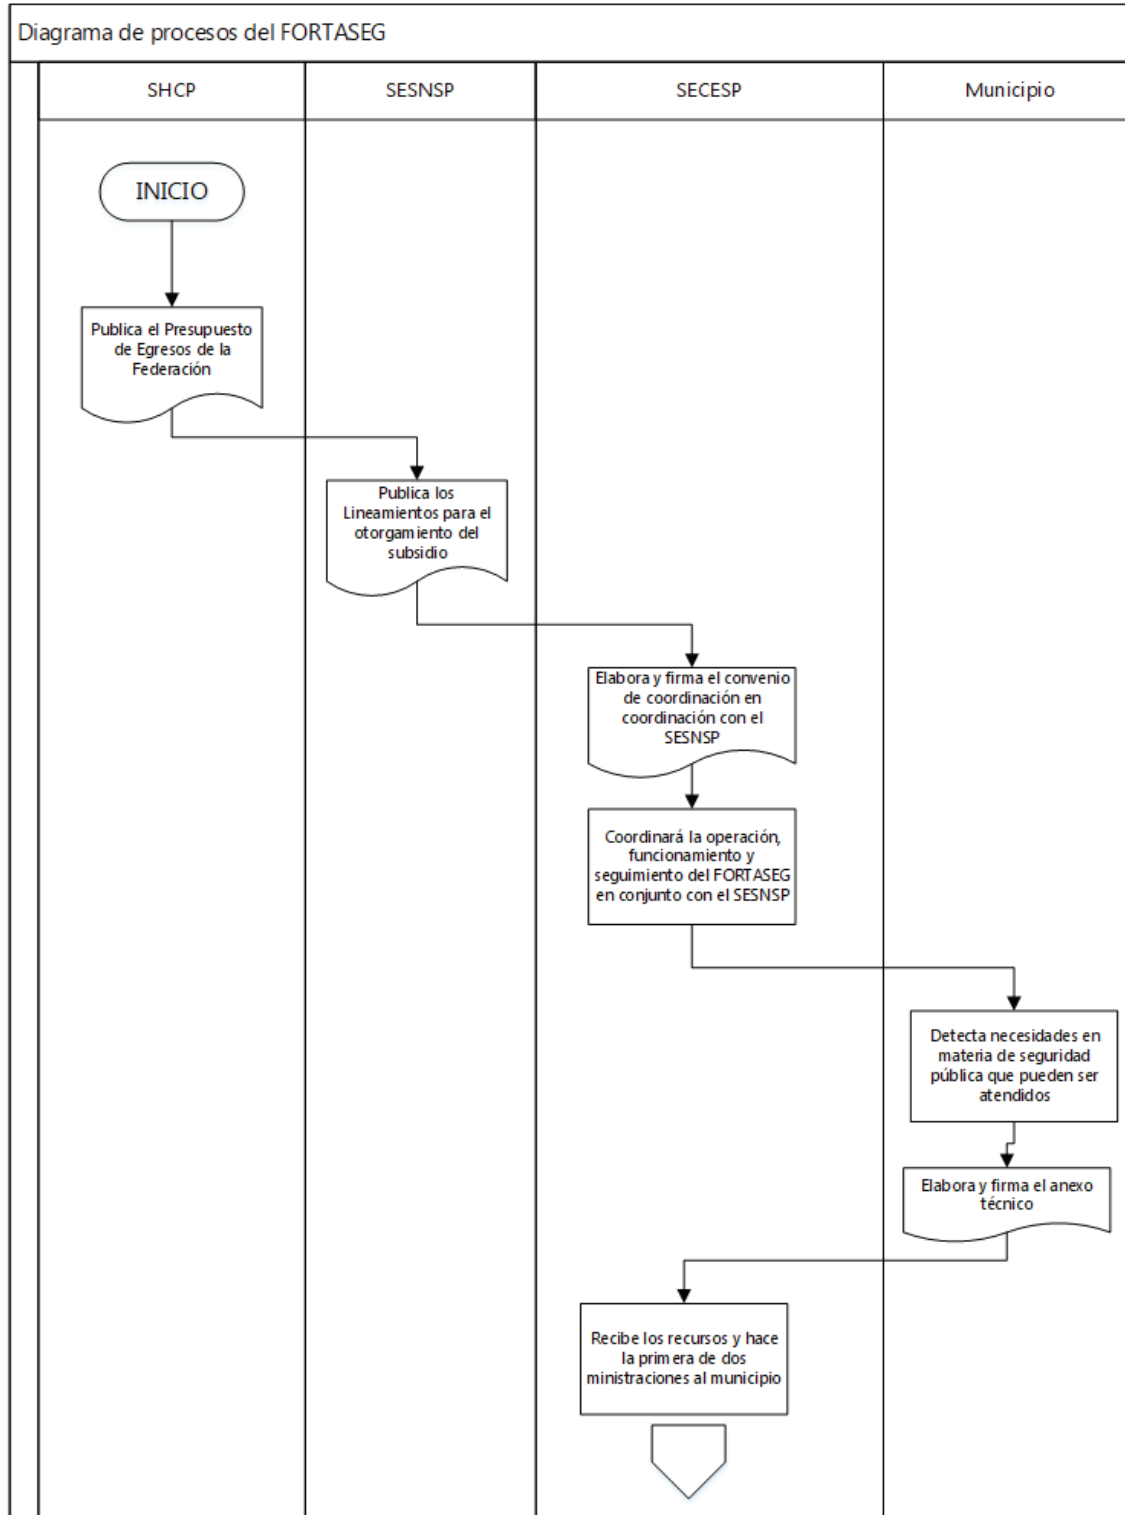 Diagrama de procesos del FORTASEG
SHCP
SESNSP
SECESP
Municipio
INICIO
Publica el Presupuesto
de Egresos de la
Federación
Publica los
Lineamientos para el
otorgamiento del
subsidio
Elabora y firma el convenio
de coordinación en
coordinación con el
SESNSP
Coordinará la operación,
funcionamiento y
seguimiento del FORTASEG
en conjunto con el SESNSP
Detecta necesidades en
materia de seguridad
pública que pueden ser
atendidos
Elabora y firma el anexo
técnico
Recibe los recursos y hace
la primera de dos
ministraciones al municipio